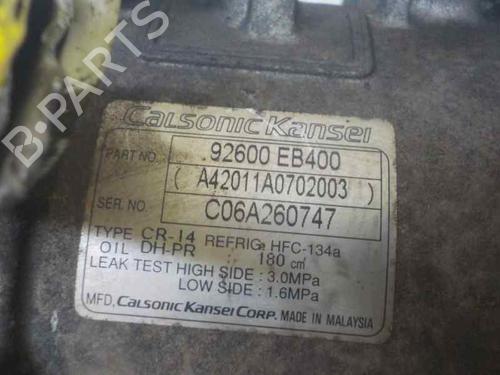 CALSONIC KANSEI
PART NO. 92600 EB400
( A42011A0702003 )
SER. NO. C06A260747
TYPE CR-14 REFRIG: HFC-134a
OIL DH-PR : 180 cm³
LEAK TEST HIGH SIDE : 3.0MPa
LOW SIDE : 1.6MPa
MFD. CALSONIC KANSEI CORP. MADE IN MALAYSIA
B-PARTS